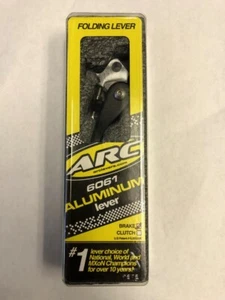 FOLDING LEVER
ARC
6061
ALUMINUM
lever
BRAKE
CLUTCH
#1 lever choice of
National, World and
MXoN Champions
for over 10 years!